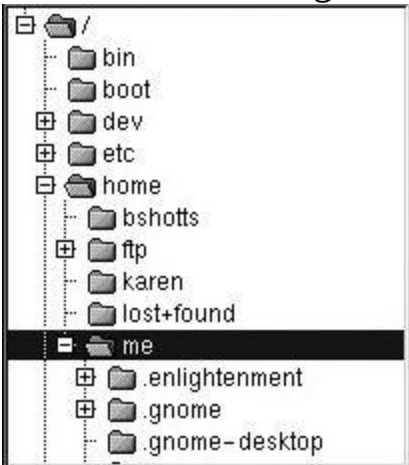 /
bin
boot
dev
etc
home
bshotts
ftp
karen
lost+found
me
.enlightenment
.gnome
.gnome-desktop